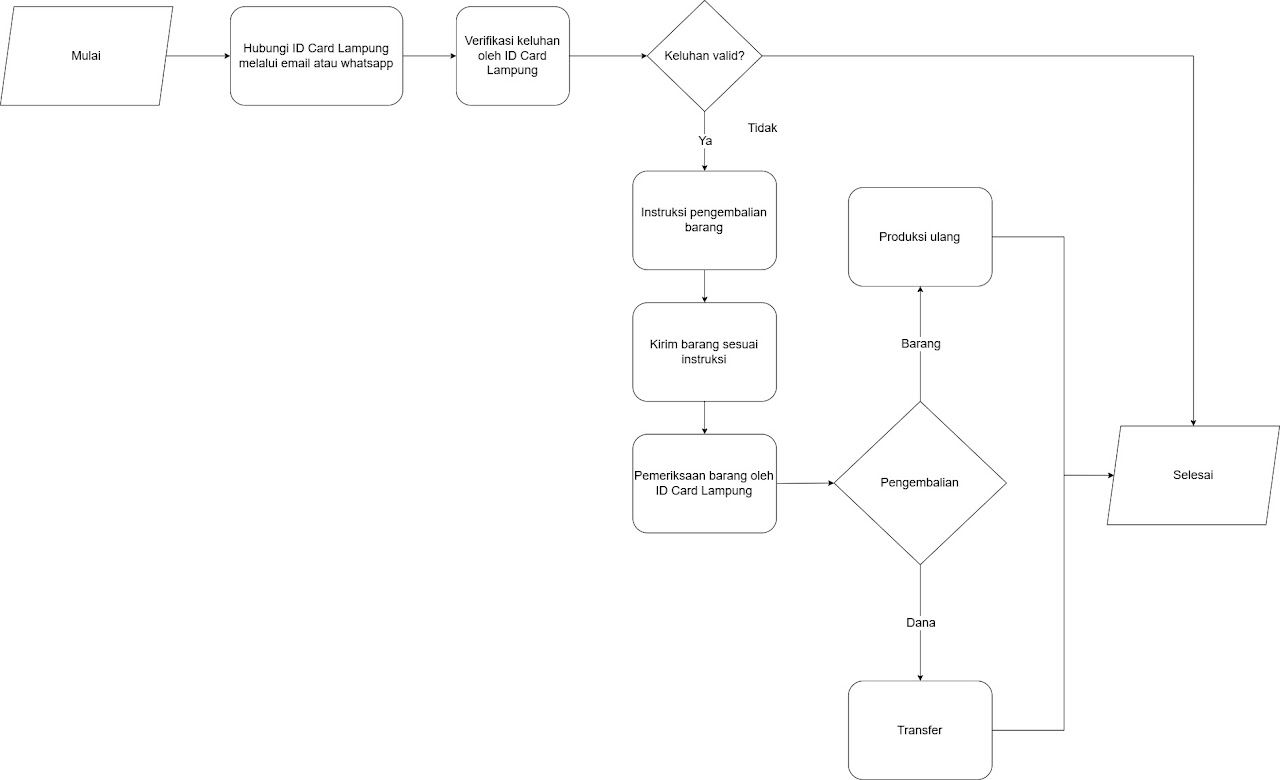 Mulai
Hubungi ID Card Lampung
melalui email atau whatsapp
Verifikasi keluhan
oleh ID Card
Lampung
Keluhan valid?
Tidak
Ya
Instruksi pengembalian
barang
Produksi ulang
Kirim barang sesuai
instruksi
Barang
Pemeriksaan barang oleh
ID Card Lampung
Pengembalian
Selesai
Dana
Transfer